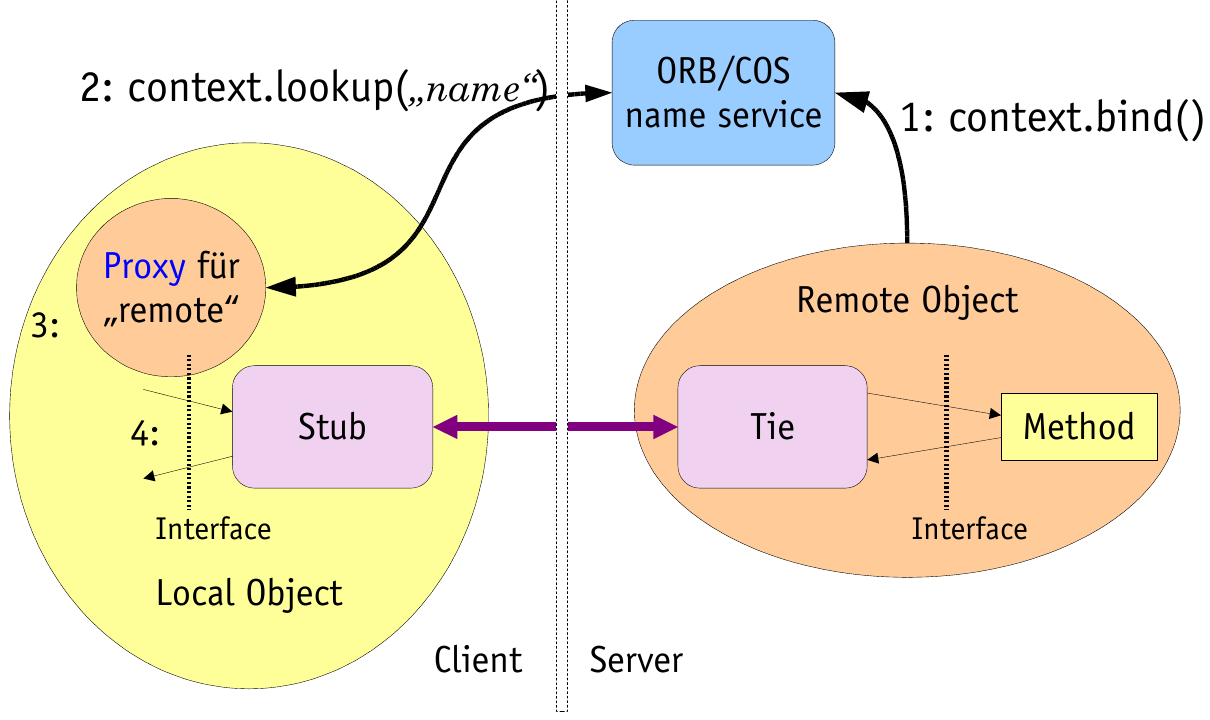 2: context.lookup(„name“)
ORB/COS
name service
1: context.bind()
Proxy für
„remote“
3:
Remote Object
4:
Stub
Tie
Method
Interface
Interface
Local Object
Client
Server